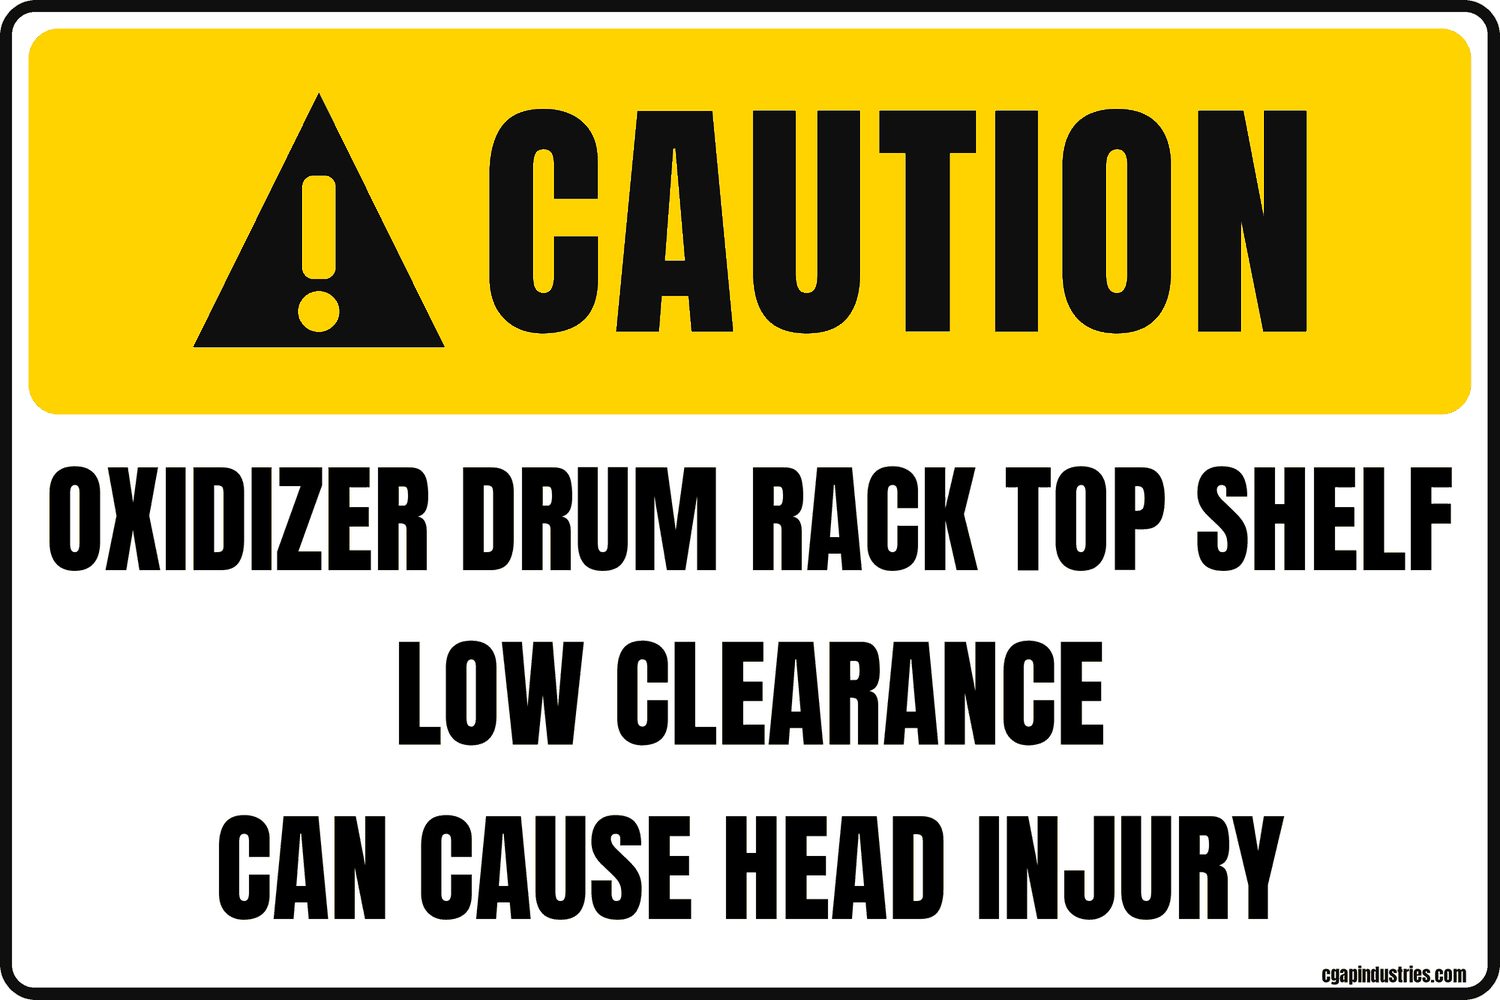 CAUTION
OXIDIZER DRUM RACK TOP SHELF
LOW CLEARANCE
CAN CAUSE HEAD INJURY
cgapindustries.com